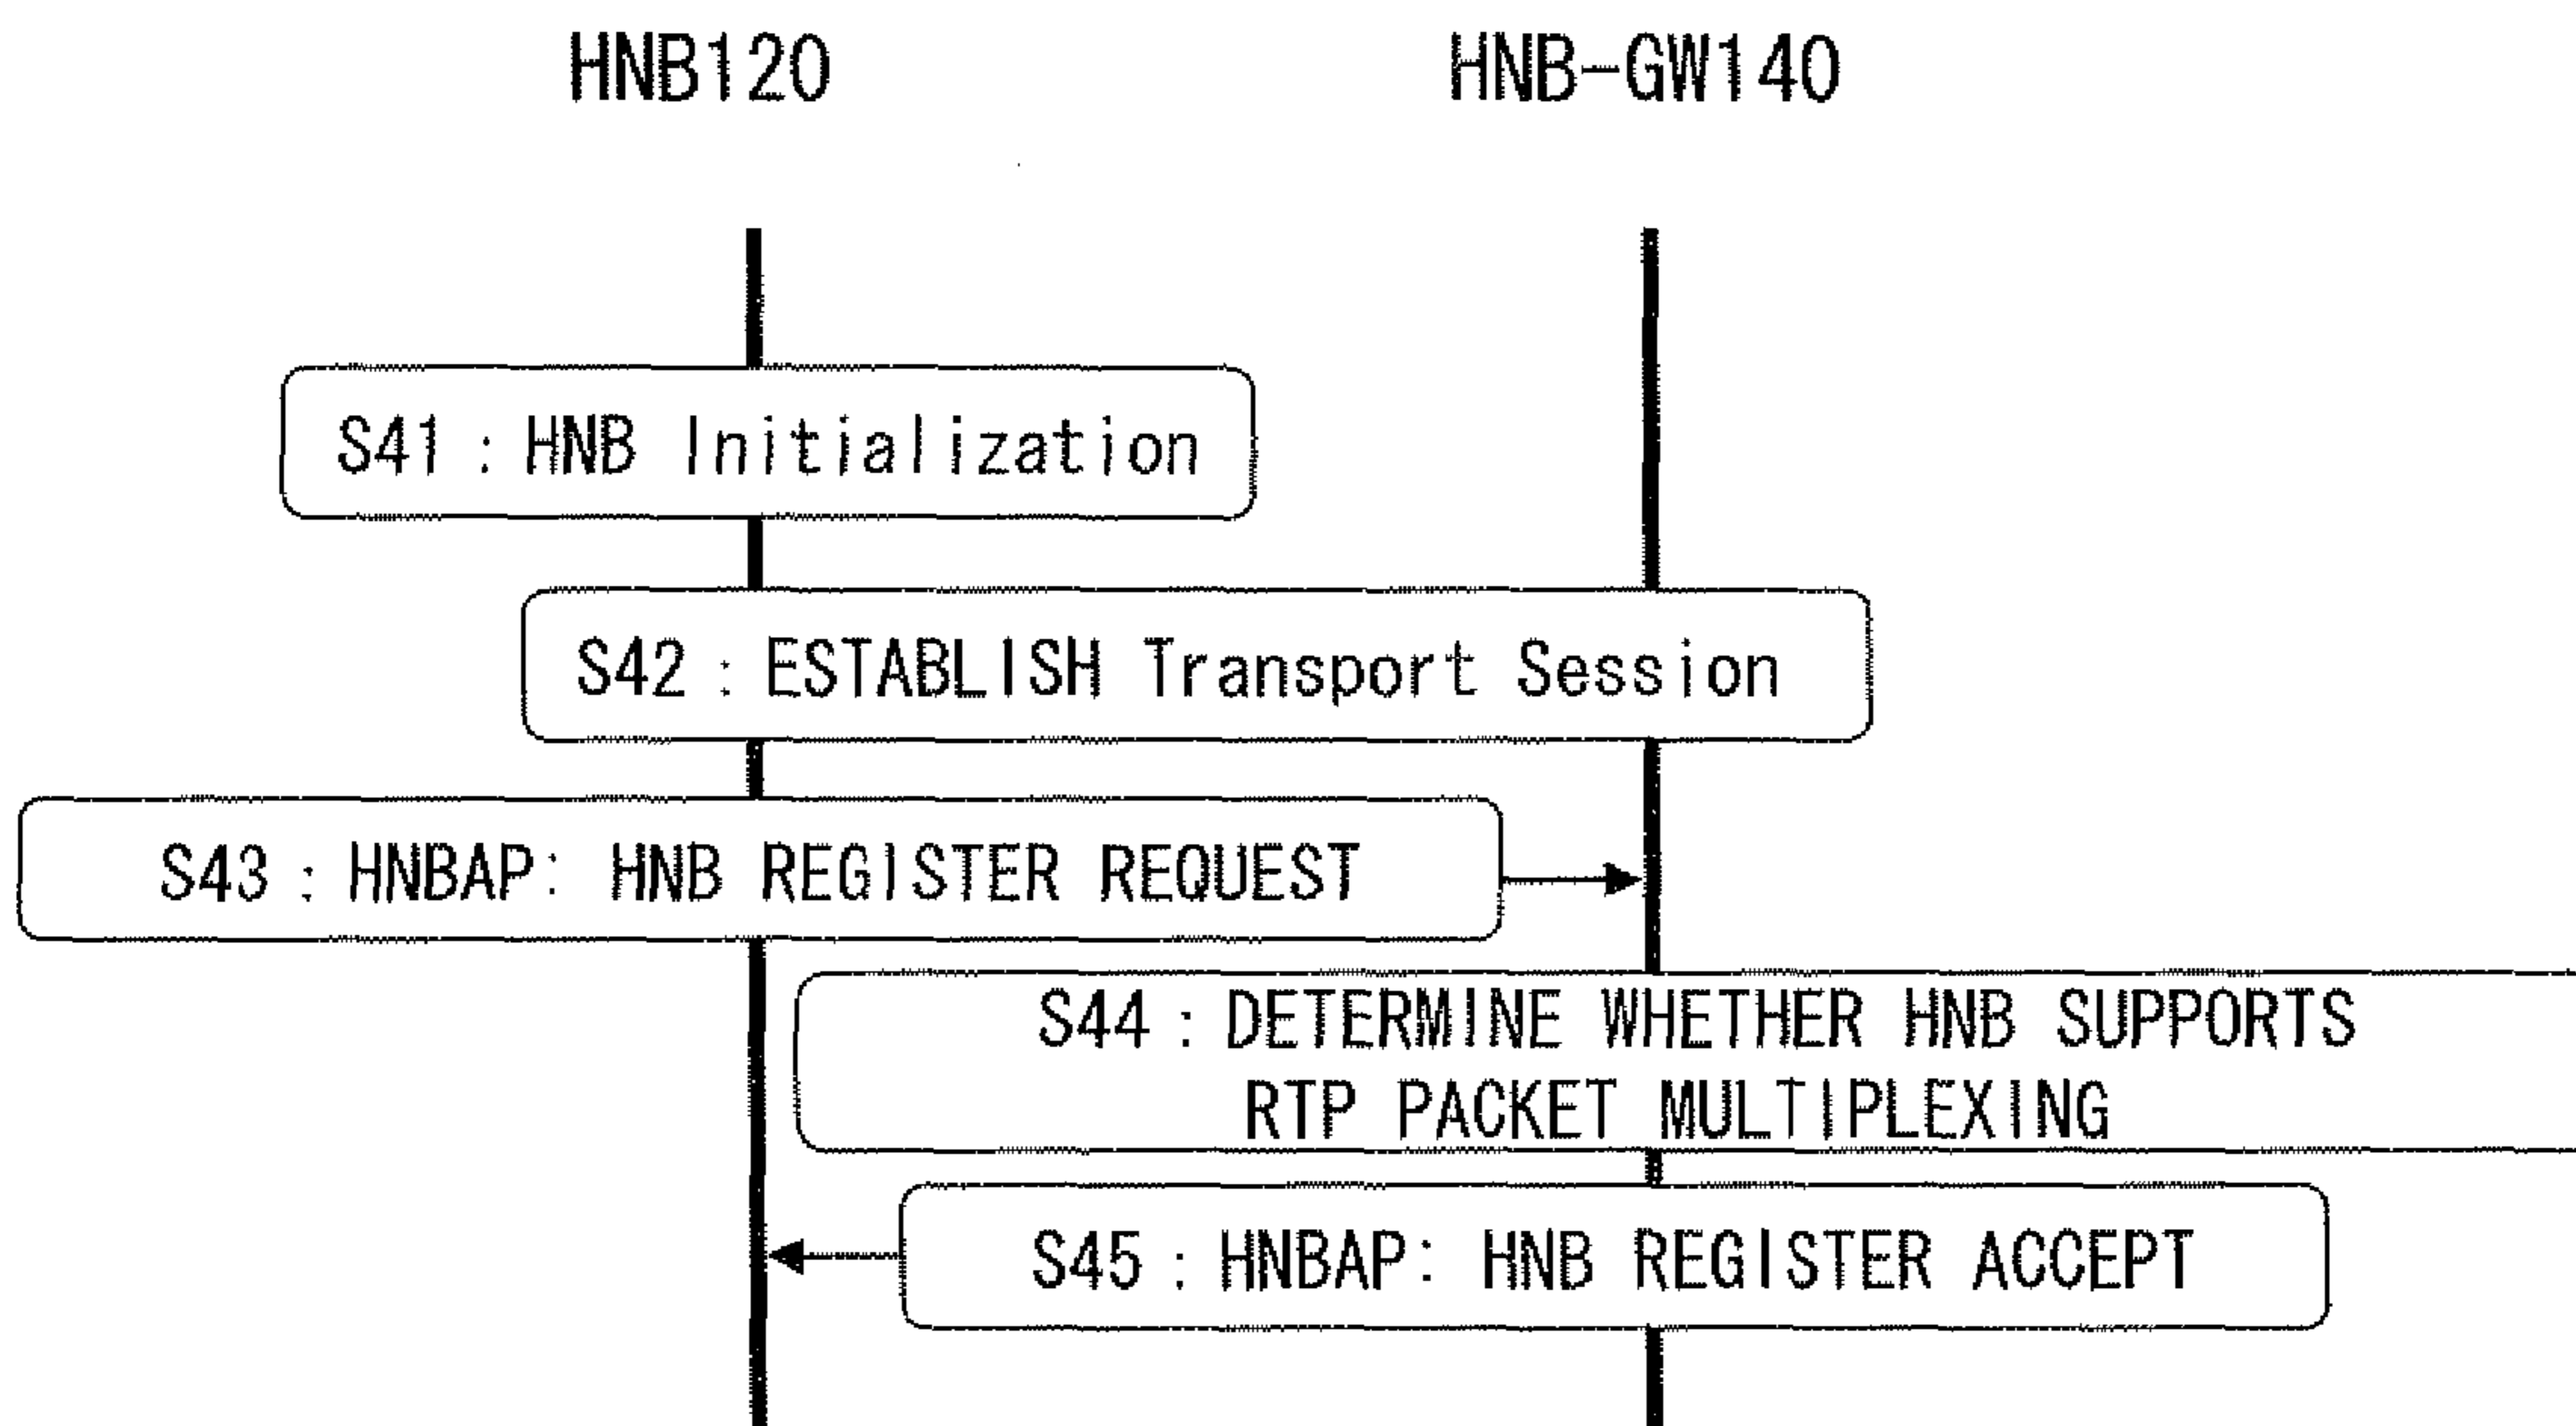 HNB120 HNB-GW140
S41 : HNB Initialization
S42 : ESTABLISH Transport Session
S43 : HNBAP: HNB REGISTER REQUEST
S44 : DETERMINE WHETHER HNB SUPPORTS
RTP PACKET MULTIPLEXING
S45 : HNBAP: HNB REGISTER ACCEPT